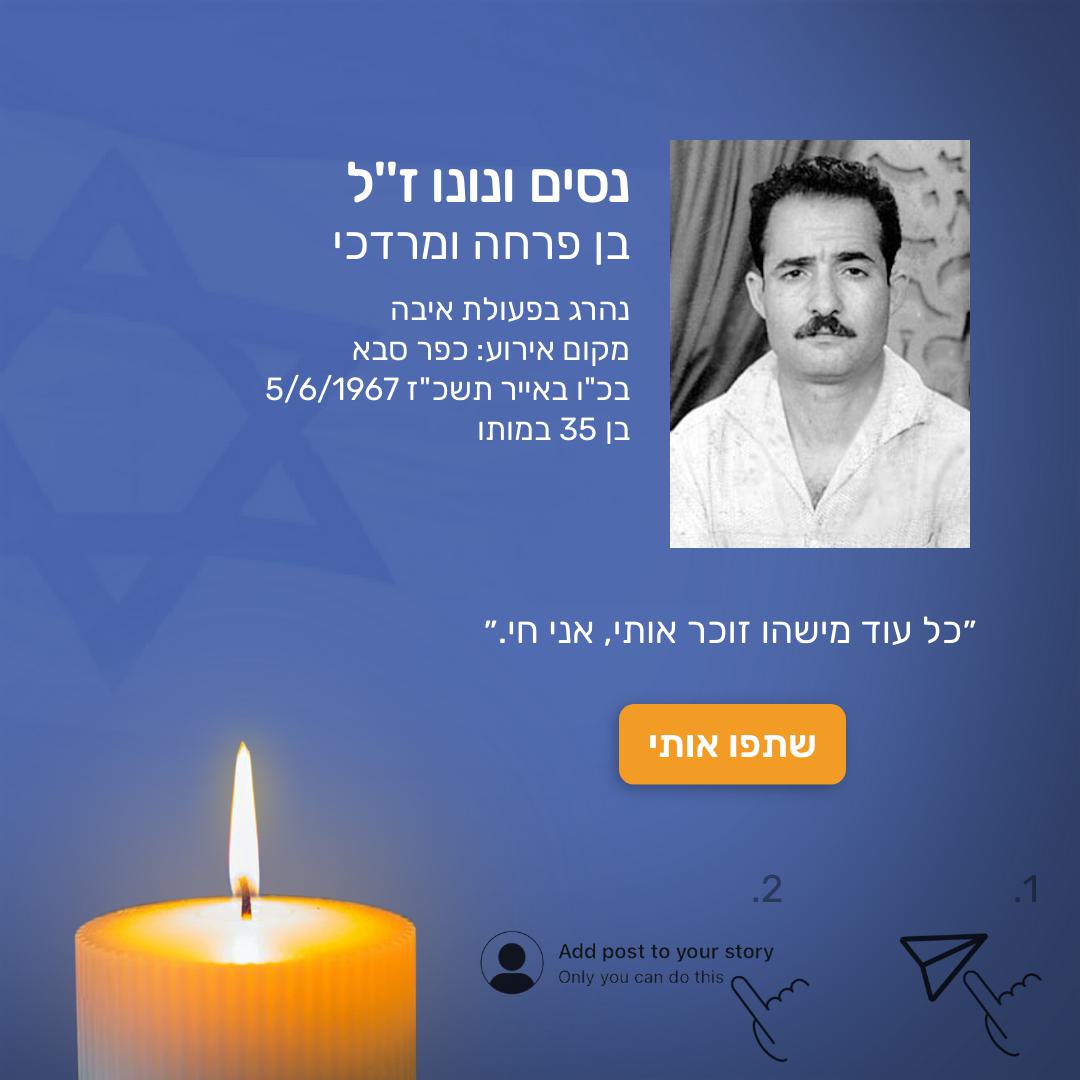 נסים ונונו ז"ל
בן פרחה ומרדכי
נהרג בפעולת איבה
מקום אירוע: כפר סבא
בכ"ו באייר תשכ"ז 5/6/1967
בן 35 במותו
״כל עוד מישהו זוכר אותי, אני חי.״
שתפו אותי
1.
2.
Add post to your story
Only you can do this